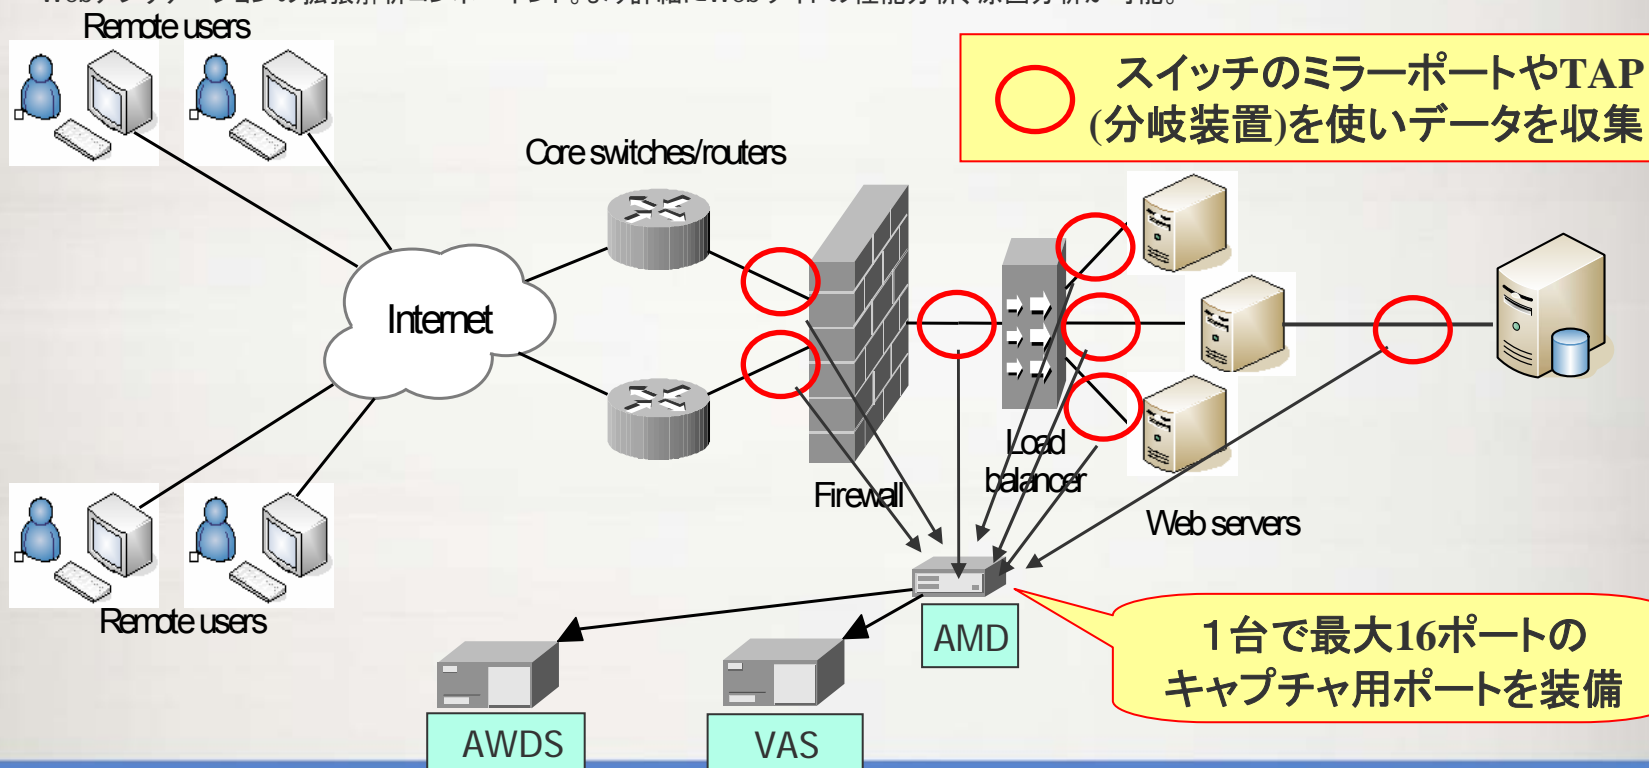 Remote users
スイッチのミラーポートやTAP
(分岐装置)を使いデータを収集
Core switches/routers
Internet
Load
balancer
Firewall
Web servers
Remote users
AMD
1台で最大16ポートの
キャプチャ用ポートを装備
AWDS
VAS